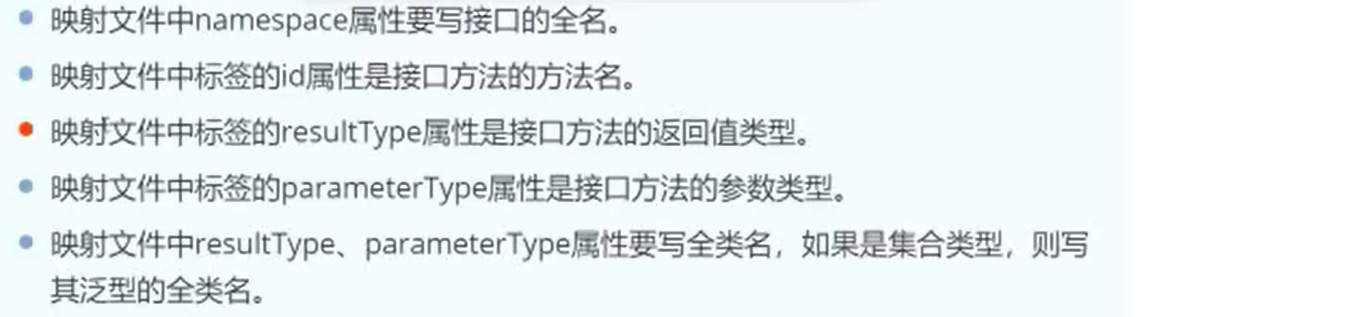 映射文件中namespace属性要写接口的全名。
映射文件中标签的id属性是接口方法的方法名。
映射文件中标签的resultType属性是接口方法的返回值类型。
映射文件中标签的parameterType属性是接口方法的参数类型。
映射文件中resultType、parameterType属性要写全类名，如果是集合类型，则写
其泛型的全类名。